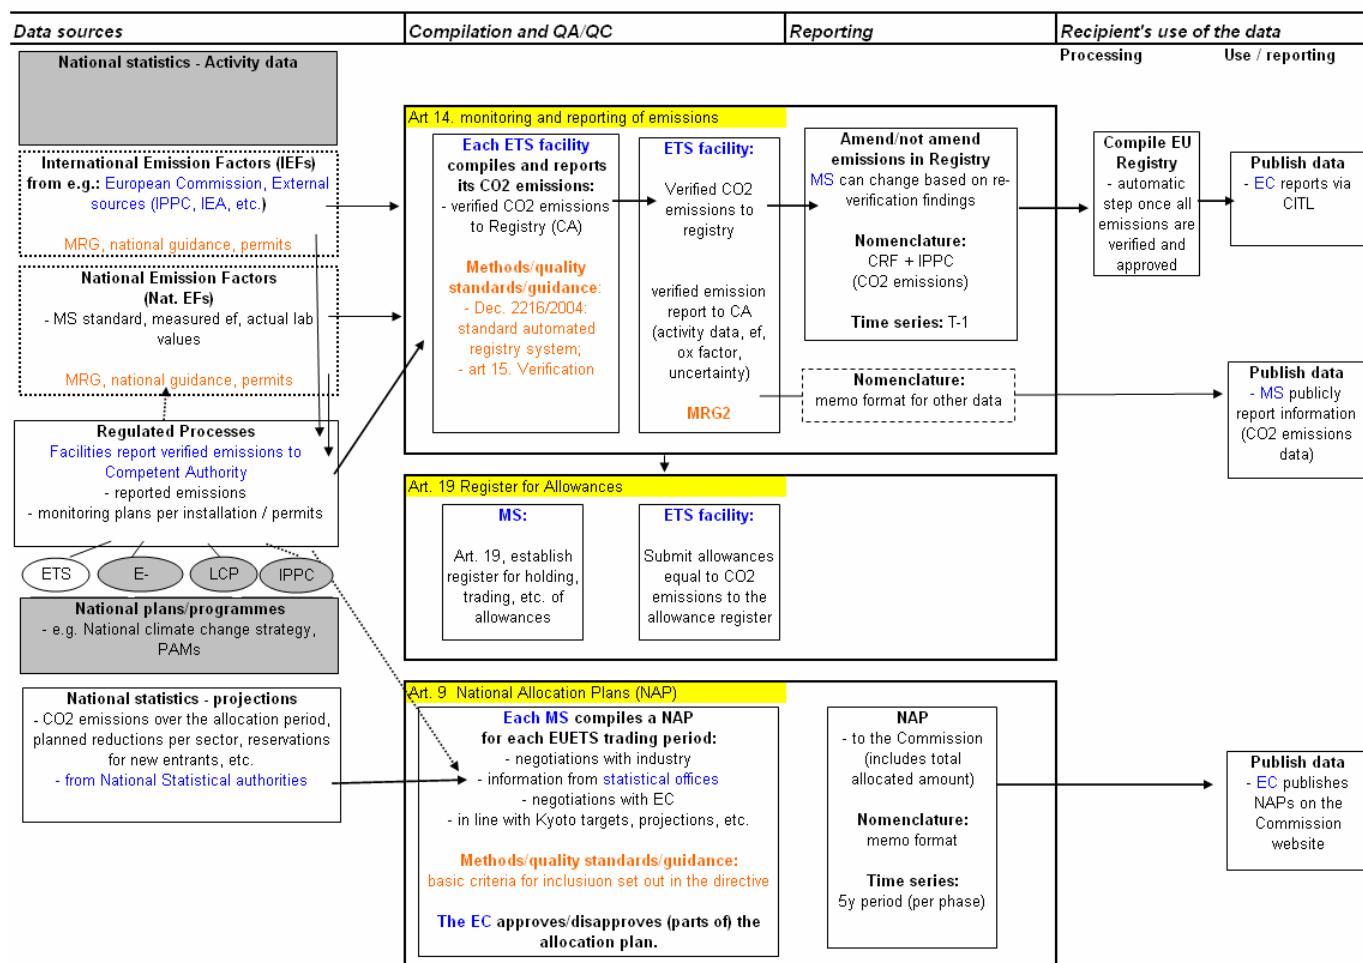 Data sources
Compilation and QA/QC
Reporting
Recipient's use of the data
Processing
Use / reporting
National statistics - Activity data
International Emission Factors (IEFs)
from e.g.: European Commission, External
sources (IPPC, IEA, etc.)
MRG, national guidance, permits
National Emission Factors
(Nat. EFs)
- MS standard, measured ef, actual lab
values
MRG, national guidance, permits
Regulated Processes
Facilities report verified emissions to
Competent Authority
- reported emissions
- monitoring plans per installation / permits
ETS
E-
LCP
IPPC
National plans/programmes
- e.g. National climate change strategy,
PAMs
National statistics - projections
- CO2 emissions over the allocation period,
planned reductions per sector, reservations
for new entrants, etc.
- from National Statistical authorities
Art 14. monitoring and reporting of emissions
Each ETS facility
compiles and reports
its CO2 emissions:
- verified CO2 emissions
to Registry (CA)
Methods/quality
standards/guidance:
- Dec. 2216/2004:
standard automated
registry system;
- art 15. Verification
ETS facility:
Verified CO2
emissions to
registry
verified emission
report to CA
(activity data, ef,
ox factor,
uncertainty)
MRG2
Amend/not amend
emissions in Registry
MS can change based on re-
verification findings
Nomenclature:
CRF + IPPC
(CO2 emissions)
Time series: T-1
Nomenclature:
memo format for other data
Compile EU
Registry
- automatic
step once all
emissions are
verified and
approved
Publish data
- EC reports via
CITL
Publish data
- MS publicly
report information
(CO2 emissions
data)
Art. 19 Register for Allowances
MS:
Art. 19, establish
register for holding,
trading, etc. of
allowances
ETS facility:
Submit allowances
equal to CO2
emissions to the
allowance register
Art. 9 National Allocation Plans (NAP)
Each MS compiles a NAP
for each EUETS trading period:
- negotiations with industry
- information from statistical offices
- negotiations with EC
- in line with Kyoto targets, projections, etc.
Methods/quality standards/guidance:
basic criteria for inclusiuon set out in the directive
The EC approves/disapproves (parts of) the
allocation plan.
NAP
- to the Commission
(includes total
allocated amount)
Nomenclature:
memo format
Time series:
5y period (per phase)
Publish data
- EC publishes
NAPs on the
Commission
website